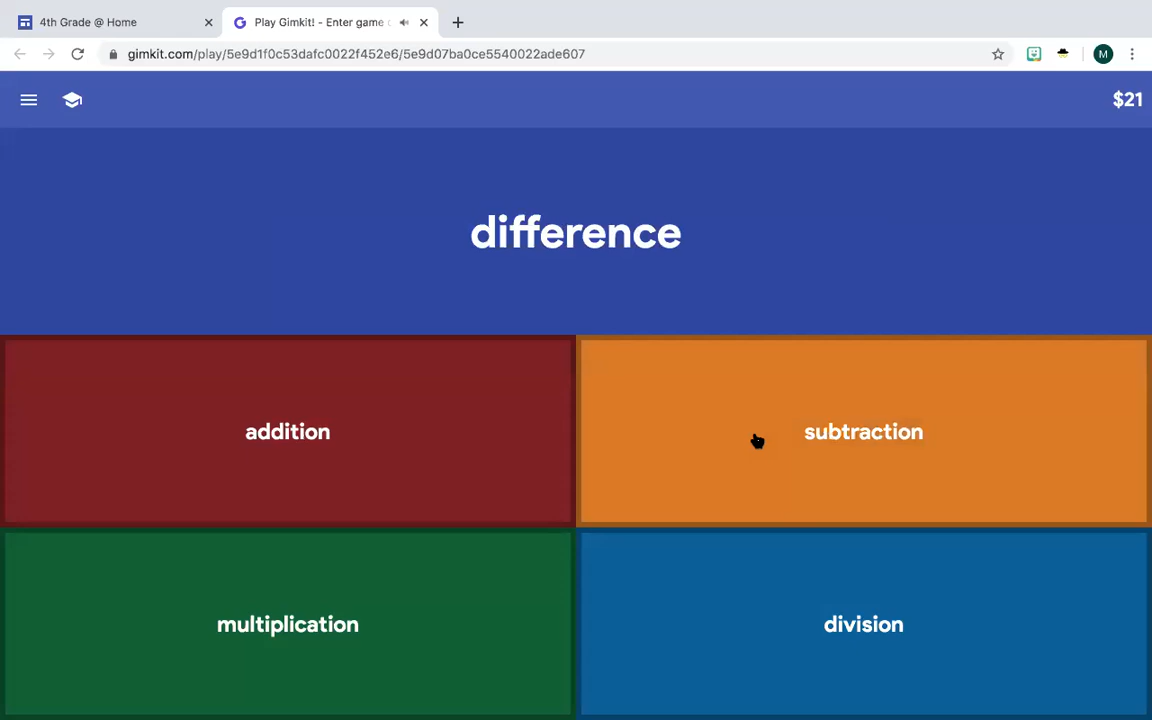 4th Grade @ Home
Play Gimkit! - Enter game c
gimkit.com/play/5e9d1f0c53dafc0022f452e6/5e9d07ba0ce5540022ade607
M
$21
difference
addition
subtraction
multiplication
division